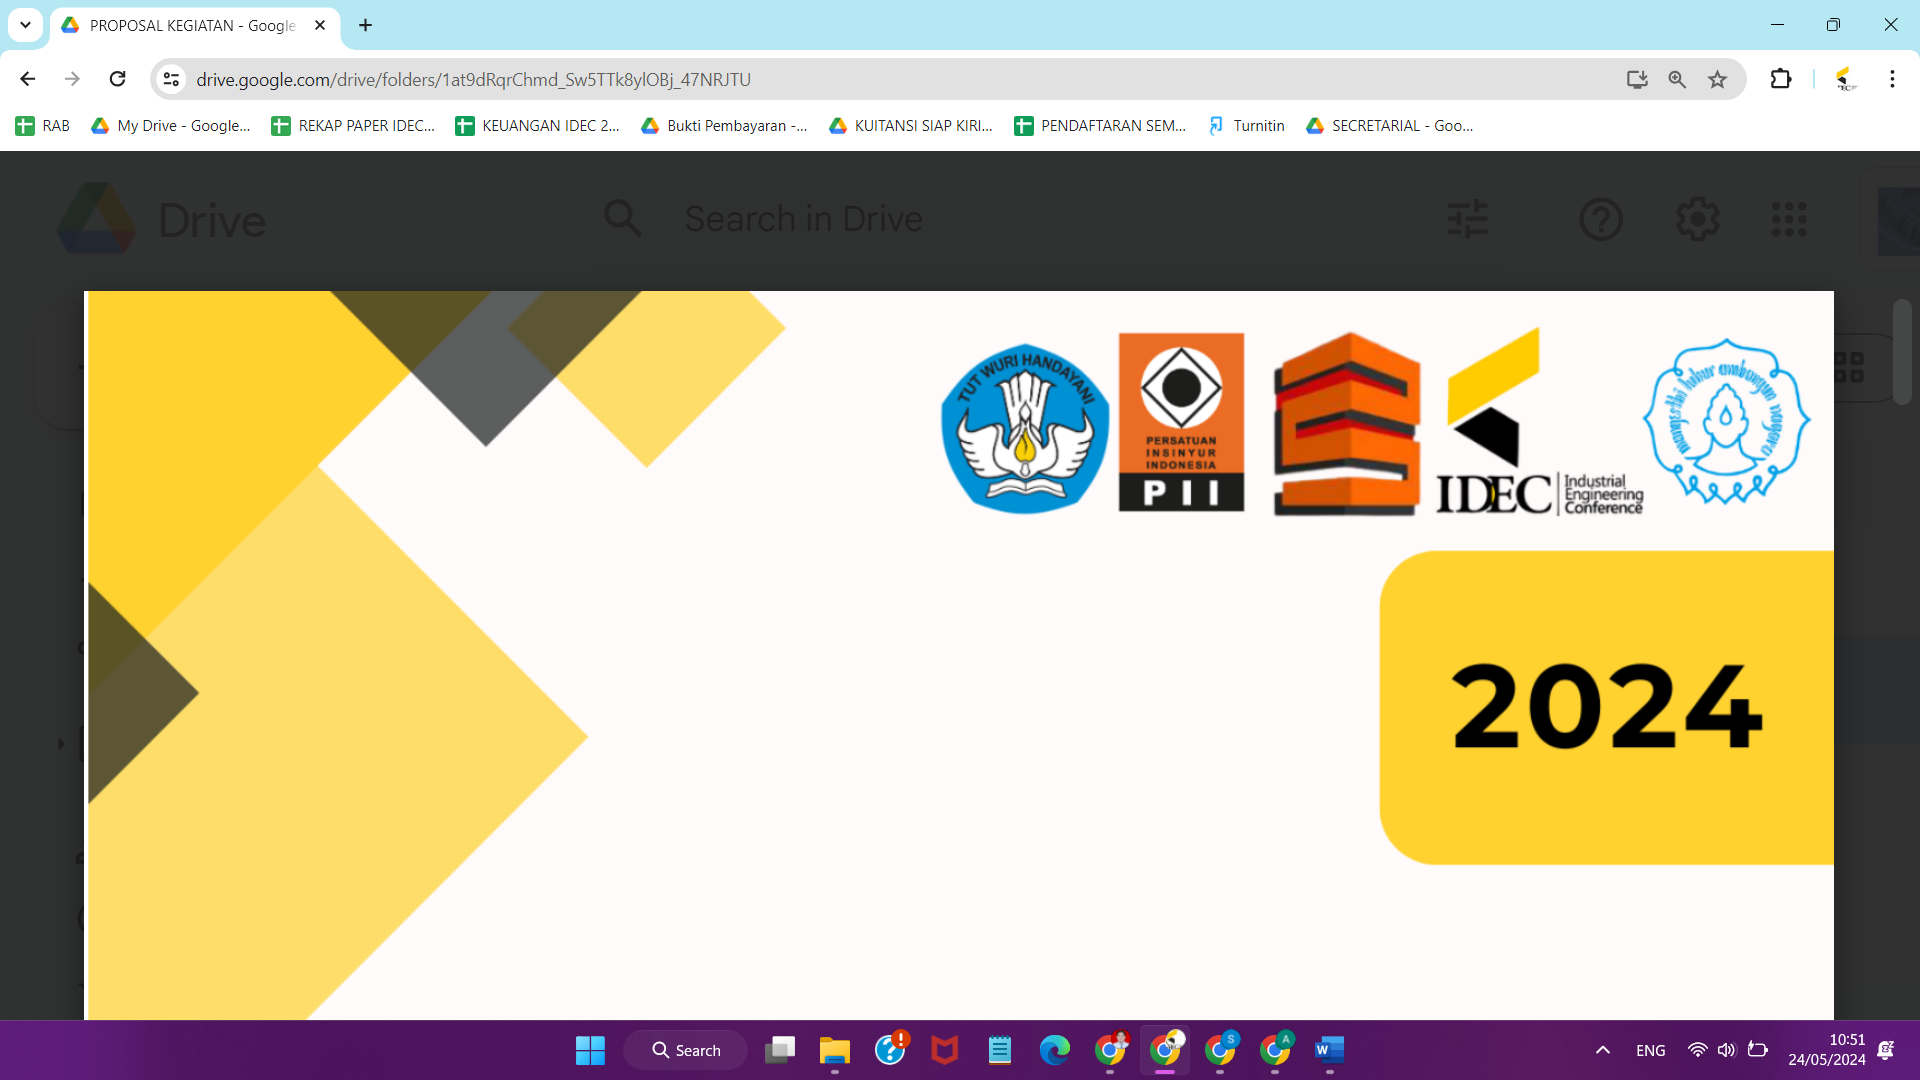 PROPOSAL KEGIATAN - Google
drive.google.com/drive/folders/1at9dRqrChmd_Sw5TTk8ylOBj_47NRJTU
RAB
My Drive - Google...
REKAP PAPER IDEC...
KEUANGAN IDEC 2...
Bukti Pembayaran -...
KUITANSI SIAP KIRI...
PENDAFTARAN SEM...
Turnitin
SECRETARIAL - Goo...
Drive
Search in Drive
TUT WURI HANDAYANI
PERSATUAN
INSINYUR
INDONESIA
PII
IDEC
Industrial
Engineering
Conference
2024
Search
S
A
W
ENG
10:51
24/05/2024